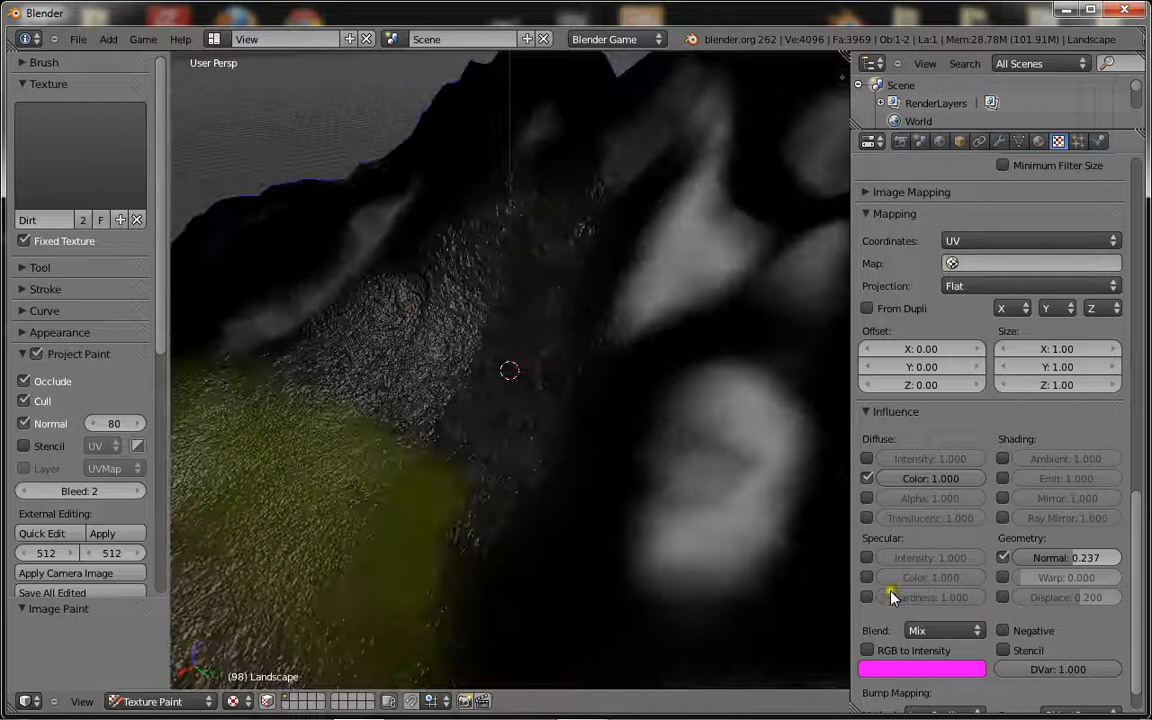 Blender
File Add Game Help View Scene Blender Game blender.org 262 | Ve:4096 | Fa:3969 | Ob:1-2 | La:1 | Mem:28.78M (101.91M) | Landscape
Brush
Texture
Dirt 2 F
Fixed Texture
Tool
Stroke
Curve
Appearance
Project Paint
Occlude
Cull
Normal 80
Stencil UV
Layer UVMap
Bleed: 2
External Editing:
Quick Edit Apply
512 512
Apply Camera Image
Save All Edited
Image Paint
User Persp
(98) Landscape
View Texture Paint
View Search All Scenes
Scene
RenderLayers
World
Minimum Filter Size
Image Mapping
Mapping
Coordinates: UV
Map:
Projection: Flat
From Dupli X Y Z
Offset: Size:
X: 0.00 X: 1.00
Y: 0.00 Y: 1.00
Z: 0.00 Z: 1.00
Influence
Diffuse: Shading:
Intensity: 1.000 Ambient: 1.000
Color: 1.000 Emit: 1.000
Alpha: 1.000 Mirror: 1.000
Translucenc: 1.000 Ray Mirror: 1.000
Specular: Geometry:
Intensity: 1.000 Normal: 0.237
Color: 1.000 Warp: 0.000
ardness: 1.000 Displace: 0.200
Blend: Mix Negative
RGB to Intensity Stencil
DVar: 1.000
Bump Mapping: